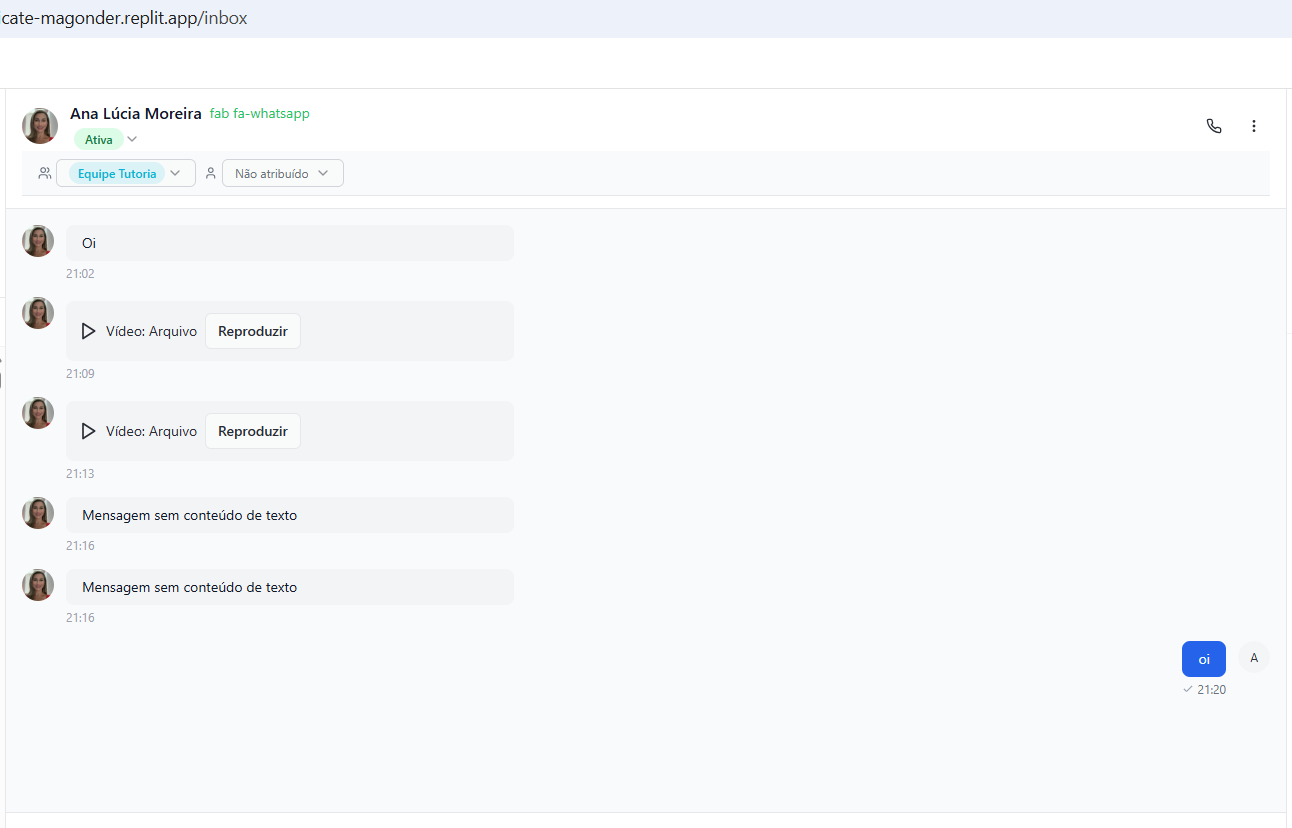 icate-magonder.replit.app/inbox
Ana Lúcia Moreira fab fa-whatsapp
Ativa
Equipe Tutoria Não atribuído
Oi
21:02
Vídeo: Arquivo Reproduzir
21:09
Vídeo: Arquivo Reproduzir
21:13
Mensagem sem conteúdo de texto
21:16
Mensagem sem conteúdo de texto
21:16
oi A
21:20